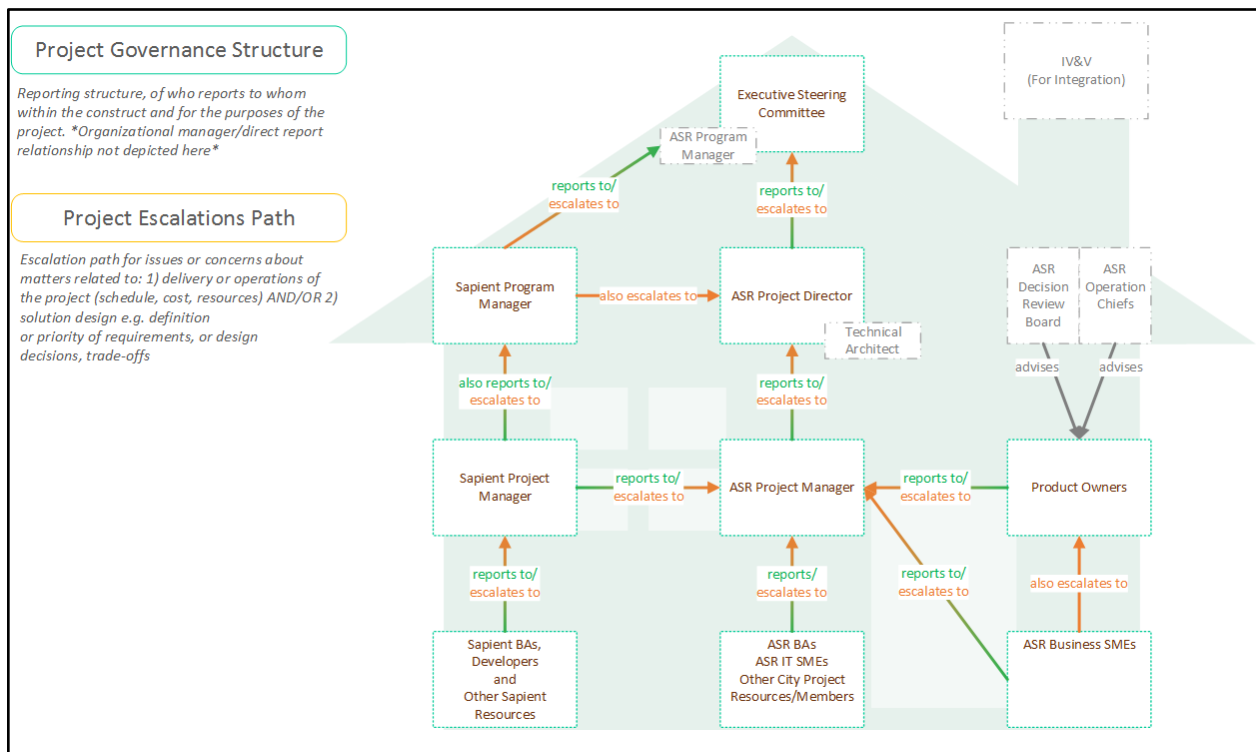 Project Governance Structure
Reporting structure, of who reports to whom
within the construct and for the purposes of the
project. *Organizational manager/direct report
relationship not depicted here*
Project Escalations Path
Escalation path for issues or concerns about
matters related to: 1) delivery or operations of
the project (schedule, cost, resources) AND/OR 2)
solution design e.g. definition
or priority of requirements, or design
decisions, trade-offs
IV&V
(For Integration)
Executive Steering
Committee
ASR Program
Manager
reports to/
escalates to
reports to/
escalates to
Sapient Program
Manager
also escalates to
ASR Project Director
Technical
Architect
ASR
Decision
Review
Board
ASR
Operation
Chiefs
advises
advises
also reports to/
escalates to
reports to/
escalates to
Sapient Project
Manager
reports to/
escalates to
ASR Project Manager
reports to/
escalates to
Product Owners
reports to/
escalates to
reports/
escalates to
reports to/
escalates to
also escalates to
Sapient BAs,
Developers
and
Other Sapient
Resources
ASR BAs
ASR IT SMEs
Other City Project
Resources/Members
ASR Business SMEs